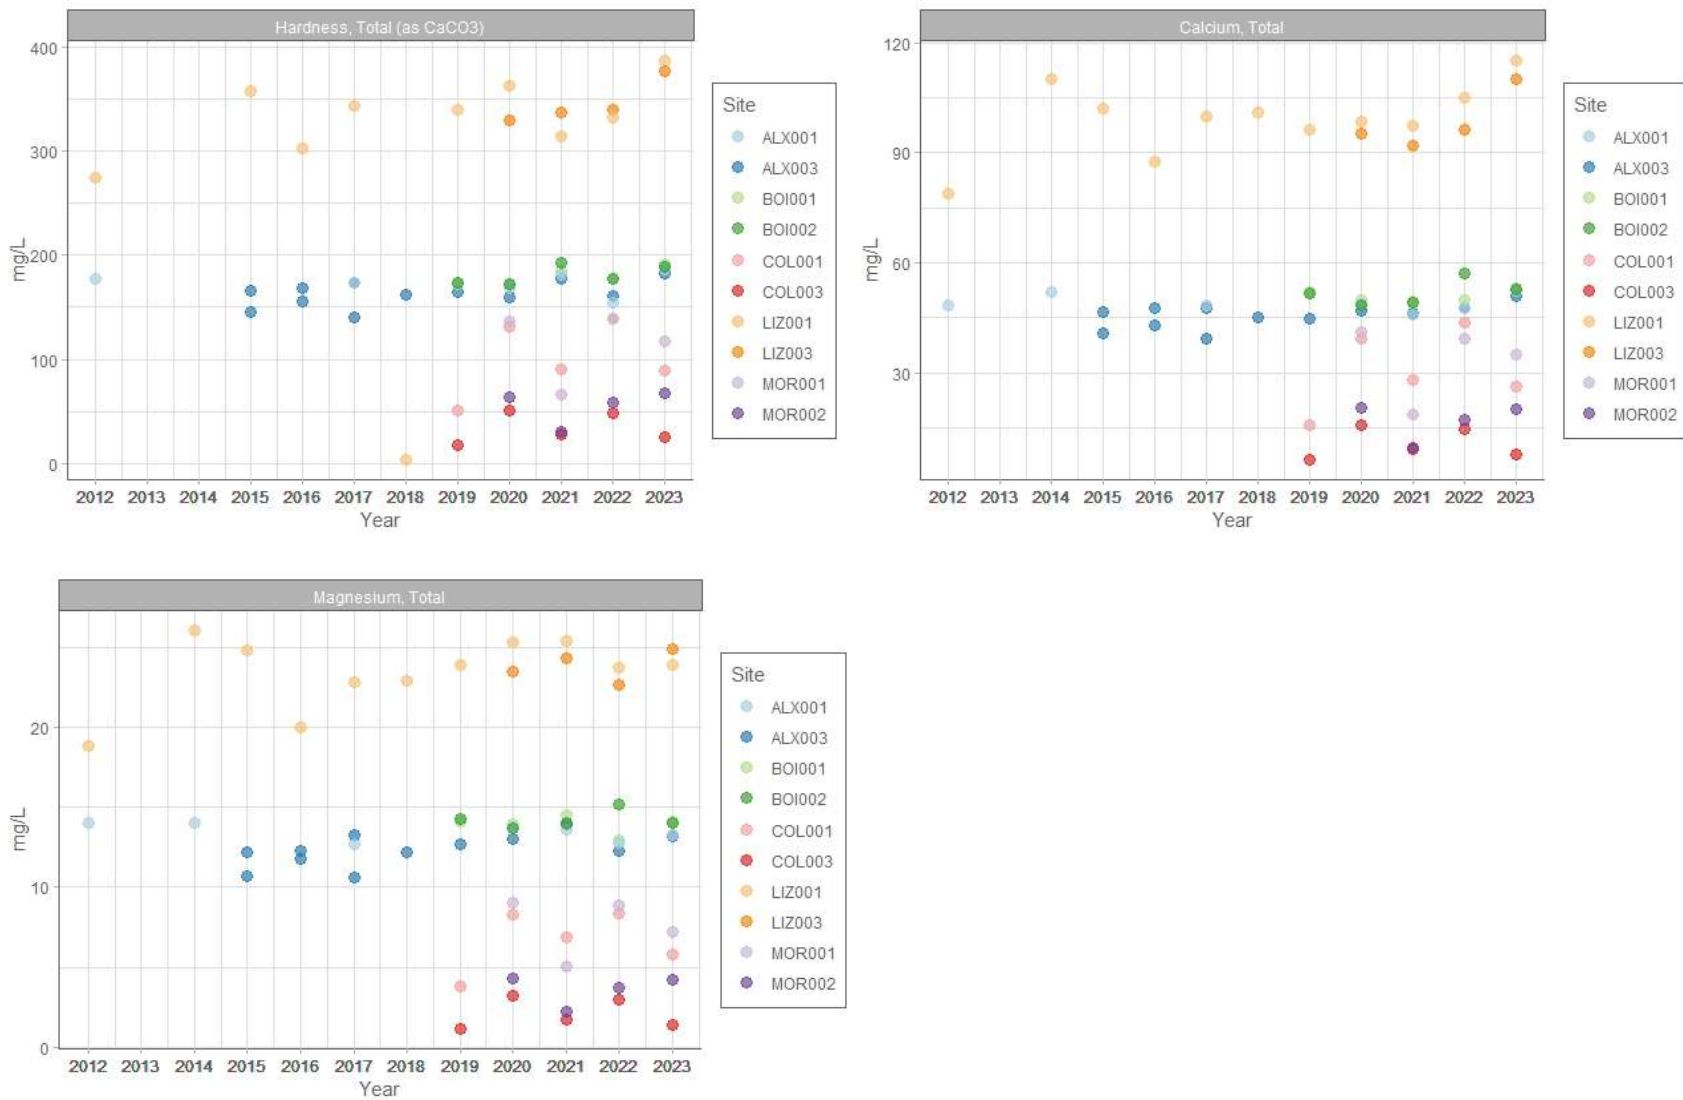 Hardness, Total (as CaCO3)
400
300
200
100
0
mg/L
2012 2013 2014 2015 2016 2017 2018 2019 2020 2021 2022 2023
Year
Site
ALX001
ALX003
BOI001
BOI002
COL001
COL003
LIZ001
LIZ003
MOR001
MOR002
Calcium, Total
120
90
60
30
mg/L
2012 2013 2014 2015 2016 2017 2018 2019 2020 2021 2022 2023
Year
Site
ALX001
ALX003
BOI001
BOI002
COL001
COL003
LIZ001
LIZ003
MOR001
MOR002
Magnesium, Total
20
10
0
mg/L
2012 2013 2014 2015 2016 2017 2018 2019 2020 2021 2022 2023
Year
Site
ALX001
ALX003
BOI001
BOI002
COL001
COL003
LIZ001
LIZ003
MOR001
MOR002